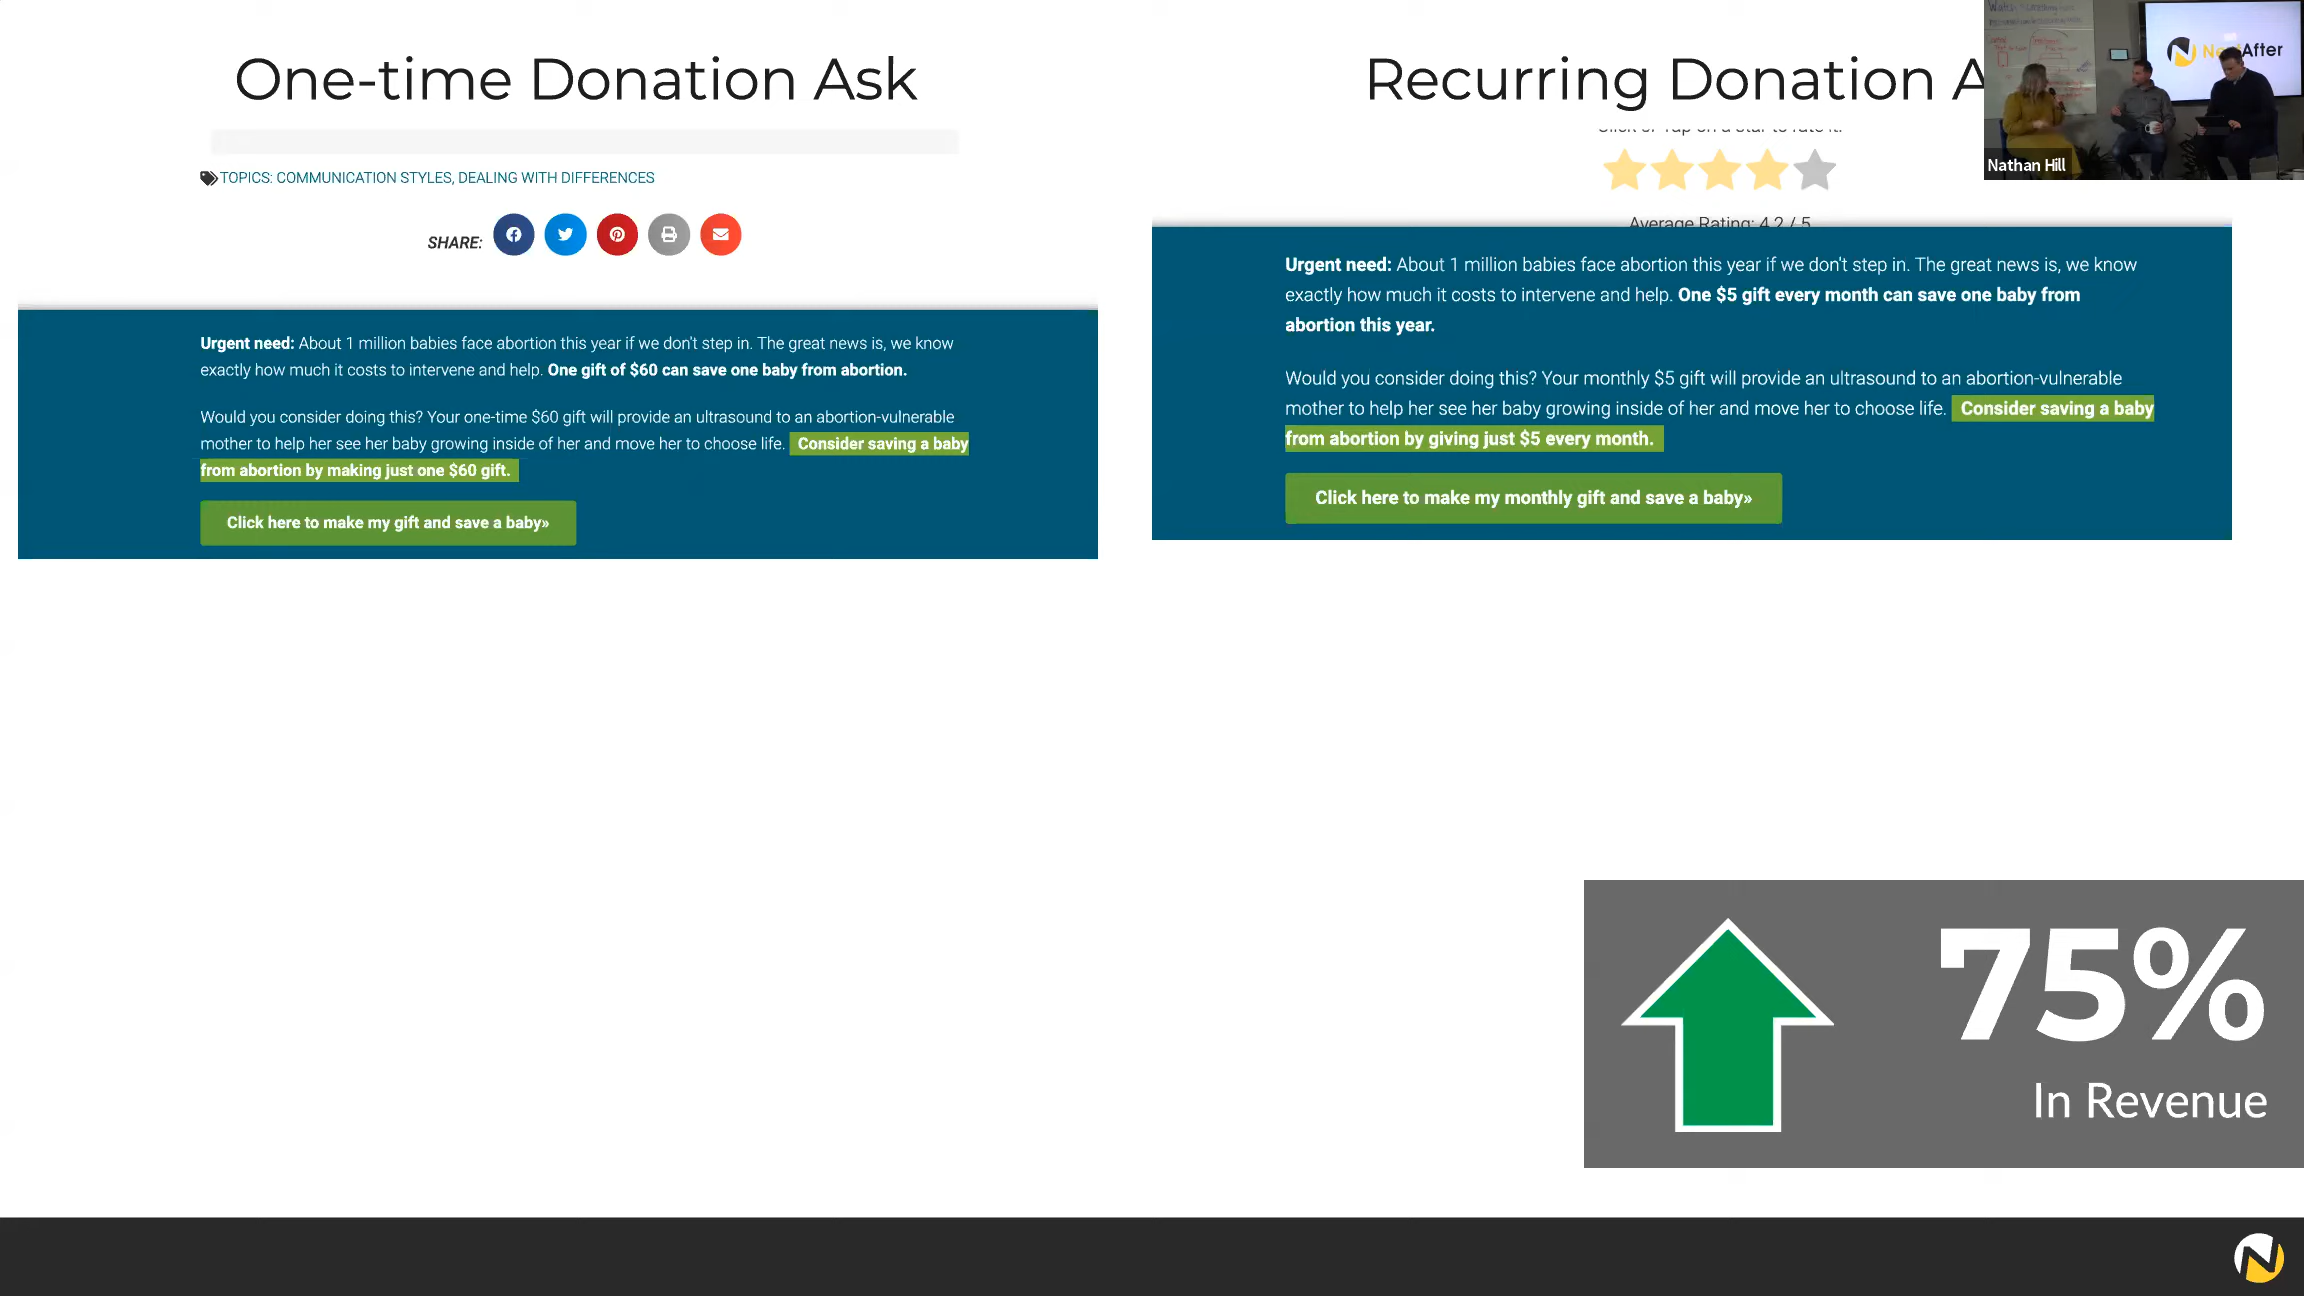 One-time Donation Ask
TOPICS: COMMUNICATION STYLES, DEALING WITH DIFFERENCES
SHARE:
Urgent need: About 1 million babies face abortion this year if we don't step in. The great news is, we know
exactly how much it costs to intervene and help. One gift of $60 can save one baby from abortion.
Would you consider doing this? Your one-time $60 gift will provide an ultrasound to an abortion-vulnerable
mother to help her see her baby growing inside of her and move her to choose life. Consider saving a baby
from abortion by making just one $60 gift.
Click here to make my gift and save a baby»
Recurring Donation A
Click or Tap on a star to rate it!
Average Rating: 4.2 / 5
Urgent need: About 1 million babies face abortion this year if we don't step in. The great news is, we know
exactly how much it costs to intervene and help. One $5 gift every month can save one baby from
abortion this year.
Would you consider doing this? Your monthly $5 gift will provide an ultrasound to an abortion-vulnerable
mother to help her see her baby growing inside of her and move her to choose life. Consider saving a baby
from abortion by giving just $5 every month.
Click here to make my monthly gift and save a baby»
After
Nathan Hill
75%
In Revenue
N